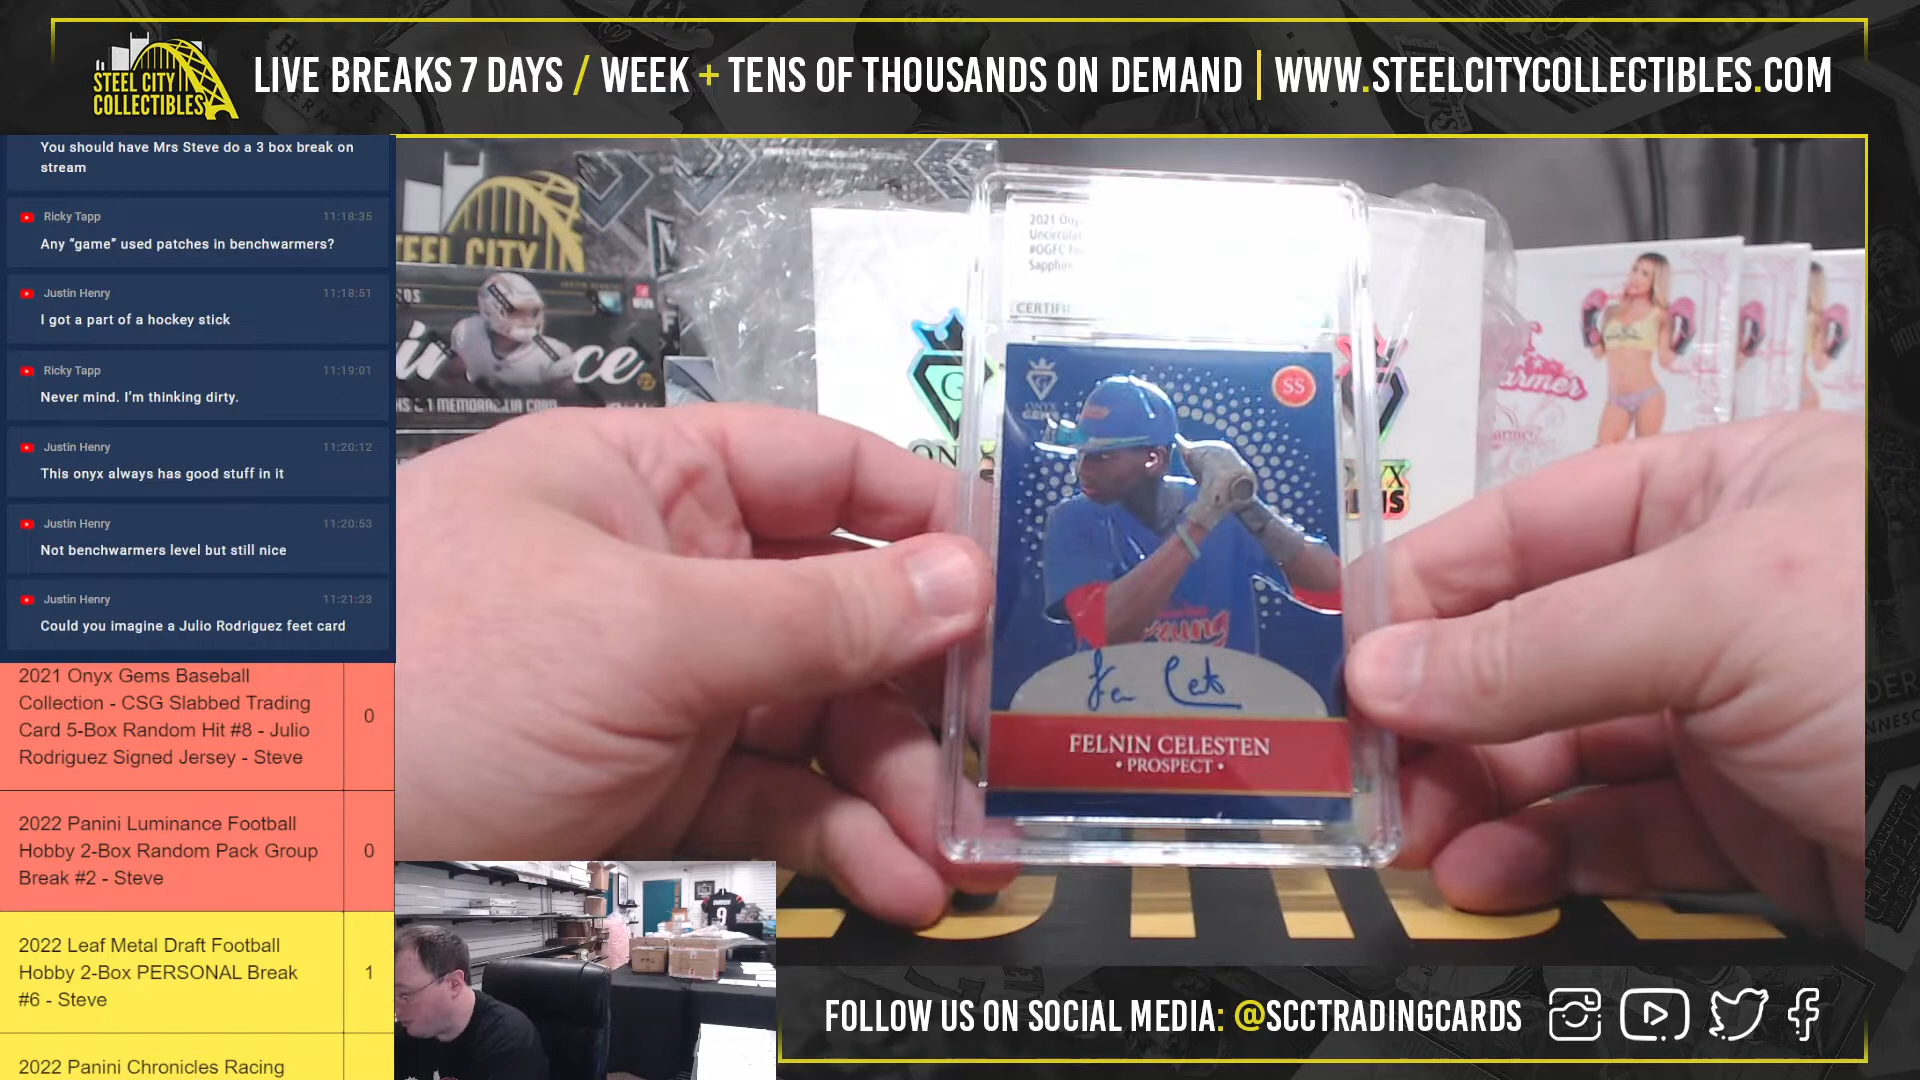 STEEL CITY
COLLECTIBLES
LIVE BREAKS 7 DAYS / WEEK + TENS OF THOUSANDS ON DEMAND | WWW.STEELCITYCOLLECTIBLES.COM
You should have Mrs Steve do a 3 box break on
stream
Ricky Tapp 11:18:35
Any "game" used patches in benchwarmers?
Justin Henry 11:18:51
I got a part of a hockey stick
Ricky Tapp 11:19:01
Never mind. I'm thinking dirty.
Justin Henry 11:20:12
This onyx always has good stuff in it
Justin Henry 11:20:53
Not benchwarmers level but still nice
Justin Henry 11:21:23
Could you imagine a Julio Rodriguez feet card
2021 Onyx Gems Baseball
Collection - CSG Slabbed Trading
Card 5-Box Random Hit #8 - Julio
Rodriguez Signed Jersey - Steve
0
2022 Panini Luminance Football
Hobby 2-Box Random Pack Group
Break #2 - Steve
0
2022 Leaf Metal Draft Football
Hobby 2-Box PERSONAL Break
#6 - Steve
1
2022 Panini Chronicles Racing
STEEL CITY
2021
#OGFC
ONYX
GEMS
SS
FELNIN CELESTEN
• PROSPECT •
9
FOLLOW US ON SOCIAL MEDIA: @SCCTRADINGCARDS